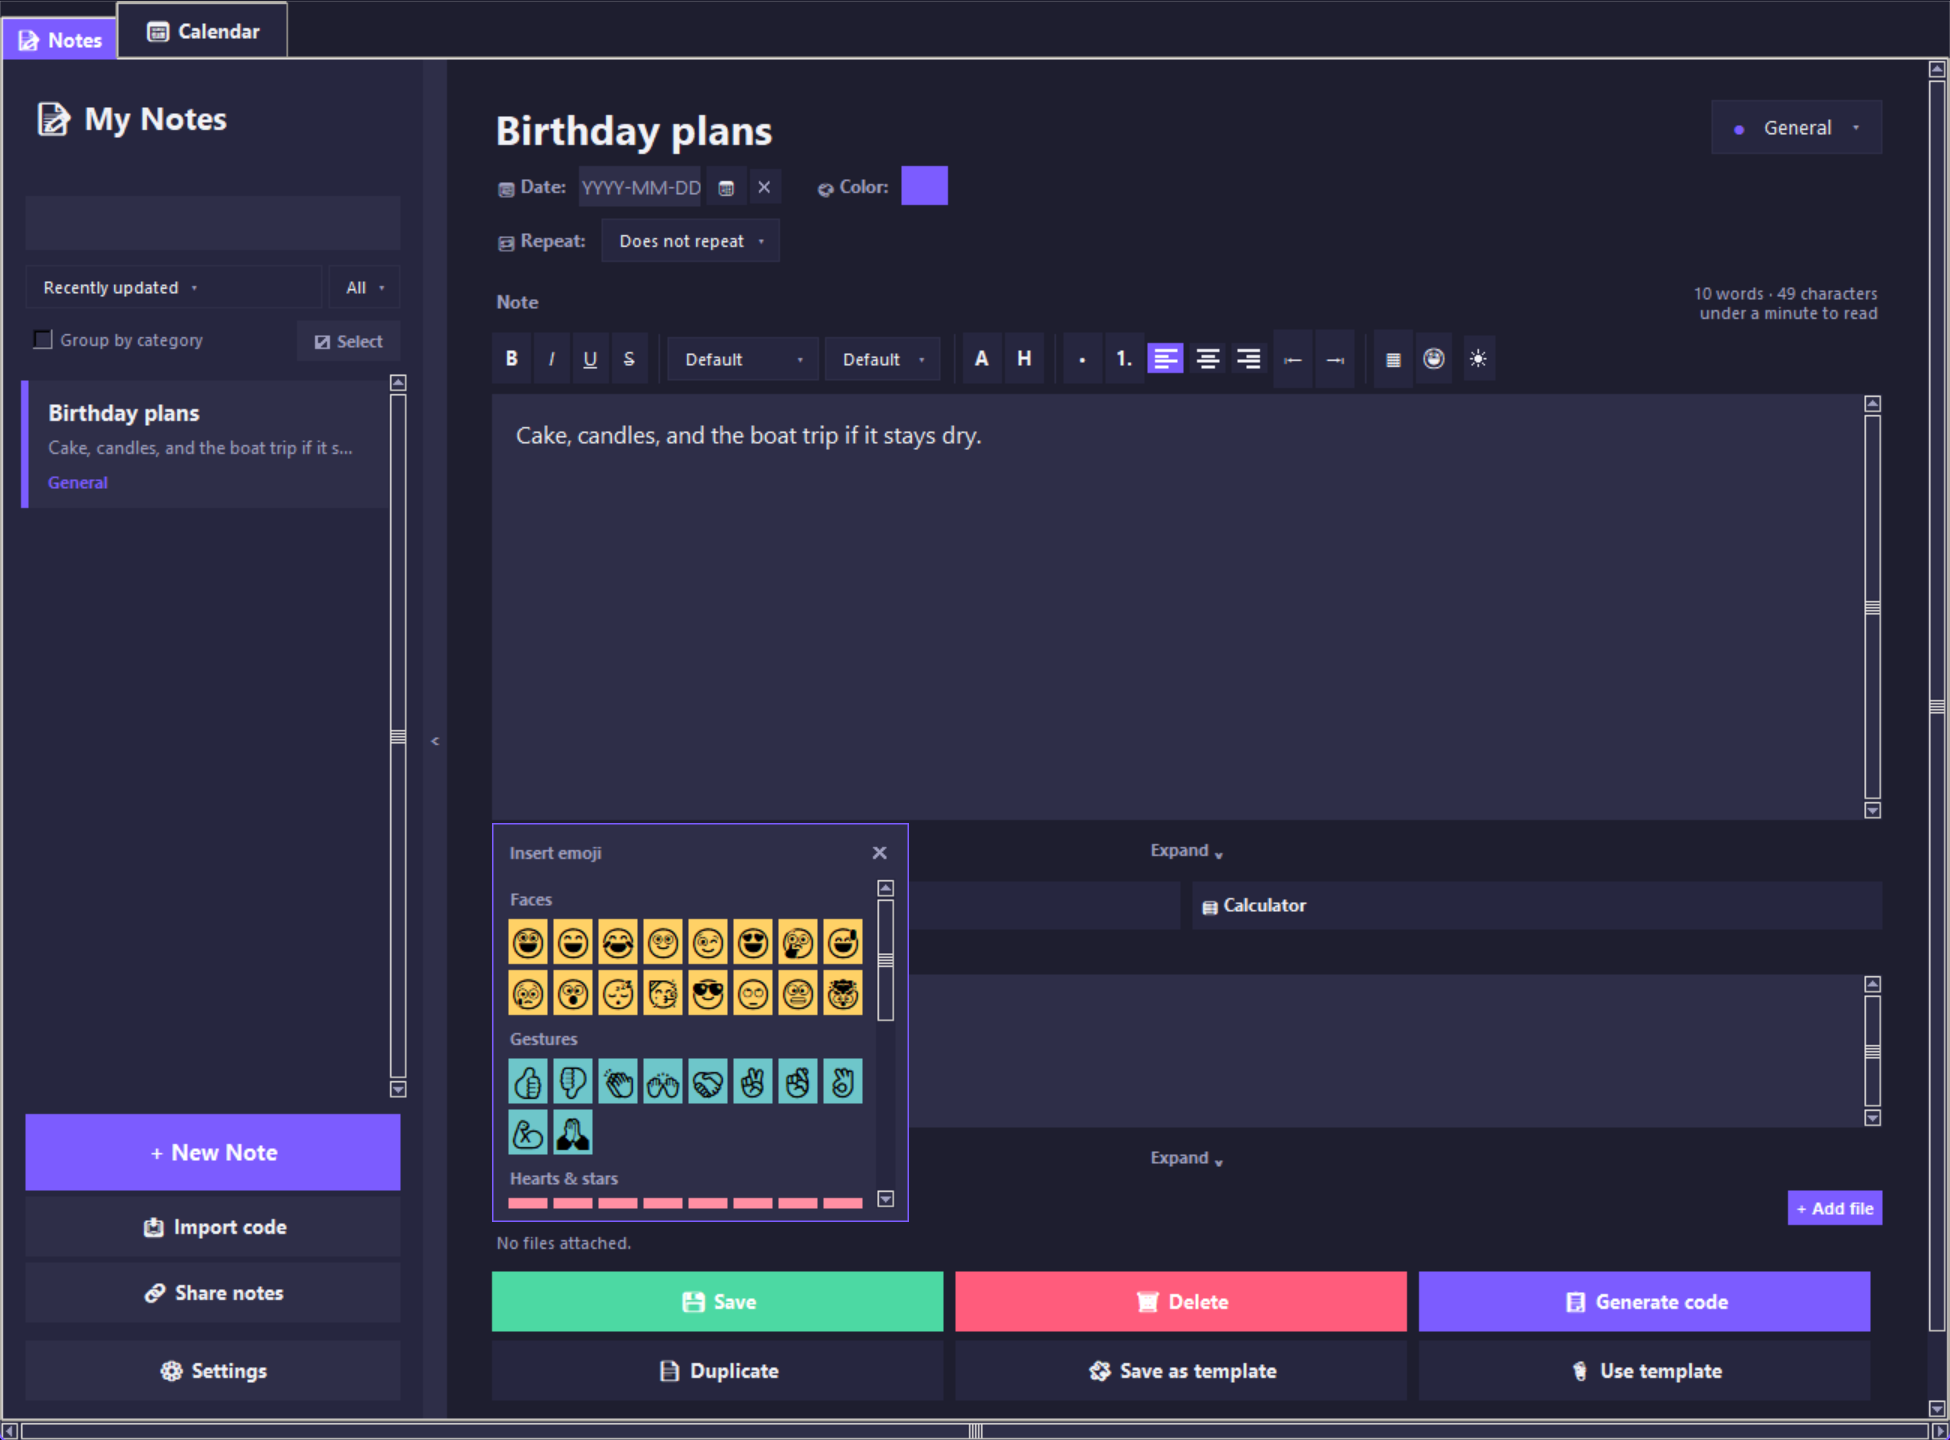 Notes
Calendar
My Notes
Recently updated
All
Group by category
Select
Birthday plans
Cake, candles, and the boat trip if it s...
General
+ New Note
Import code
Share notes
Settings
<
Birthday plans
General
Date:
YYYY-MM-DD
Color:
Repeat:
Does not repeat
Note
10 words · 49 characters
under a minute to read
B
I
U
S
Default
Default
A
H
•
1.
Cake, candles, and the boat trip if it stays dry.
Insert emoji
Faces
Gestures
Hearts & stars
Expand
Calculator
Expand
+ Add file
No files attached.
Save
Delete
Generate code
Duplicate
Save as template
Use template